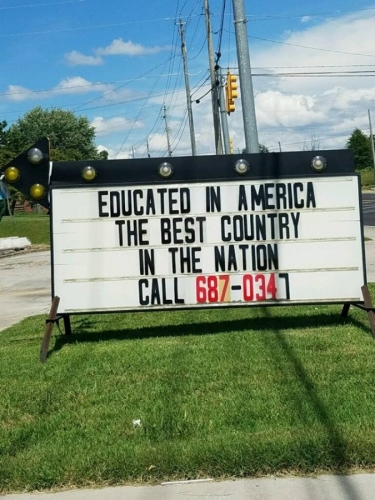 EDUCATED IN AMERICA
THE BEST COUNTRY
IN THE NATION
CALL 687-0347